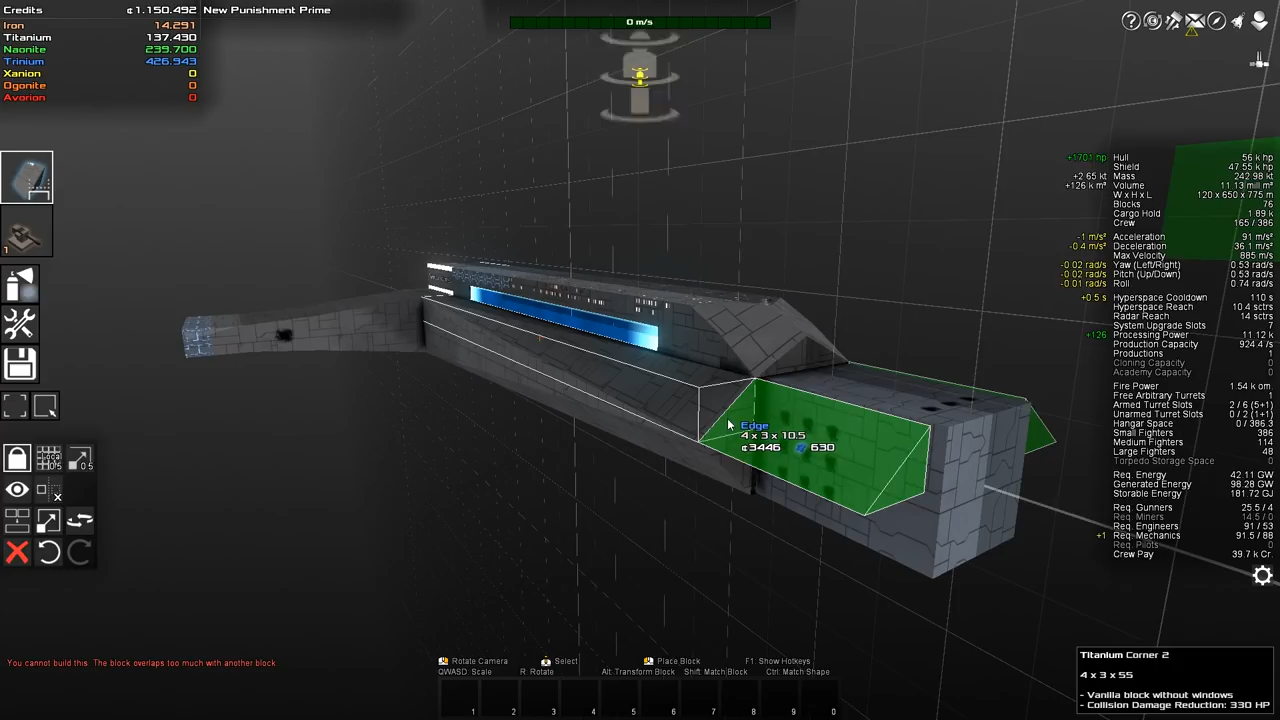 Credits ¢1.150.492 New Punishment Prime
Iron 14.291
Titanium 137.430
Naonite 239.700
Trinium 426.943
Xanion 0
Ogonite 0
Avorion 0
0 m/s
+1701 hp Hull 56 k hp
Shield 47.55 k hp
+2.65 kt Mass 242.98 kt
+126 k m³ Volume 11.13 mill m³
W x H x L 120 x 650 x 775 m
Blocks 76
Cargo Hold 1.89 k
Crew 165 / 386
-1 m/s² Acceleration 91 m/s²
-0.4 m/s² Deceleration 36.1 m/s²
Max Velocity 885 m/s
-0.02 rad/s Yaw (Left/Right) 0.53 rad/s
-0.02 rad/s Pitch (Up/Down) 0.53 rad/s
-0.01 rad/s Roll 0.74 rad/s
+0.5 s Hyperspace Cooldown 110 s
Hyperspace Reach 10.4 sctrs
Radar Reach 14 sctrs
System Upgrade Slots 7
+126 Processing Power 11.12 k
Production Capacity 924.4 /s
Productions 1
Cloning Capacity 0
Academy Capacity 0
Fire Power 1.54 k om.
Free Arbitrary Turrets 1
Armed Turret Slots 2 / 6 (5+1)
Unarmed Turret Slots 0 / 2 (1+1)
Hangar Space 0 / 386.3
Small Fighters 386
Medium Fighters 114
Large Fighters 48
Torpedo Storage Space 0
Req. Energy 42.11 GW
Generated Energy 98.28 GW
Storable Energy 181.72 GJ
Req. Gunners 25.5 / 4
Req. Miners 14.5 / 0
Req. Engineers 91 / 53
+1 Req. Mechanics 91.5 / 88
Req. Pilots 0 / 0
Crew Pay 39.7 k Cr.
1
Local
0.5
0.5
Edge
4 x 3 x 10.5
¢3446 630
You cannot build this. The block overlaps too much with another block
Rotate Camera Select Place Block F1: Show Hotkeys
QWASD: Scale R: Rotate Alt: Transform Block Shift: Match Block Ctrl: Match Shape
1 2 3 4 5 6 7 8 9 0
Titanium Corner 2
4 x 3 x 55
- Vanilla block without windows
- Collision Damage Reduction: 330 HP